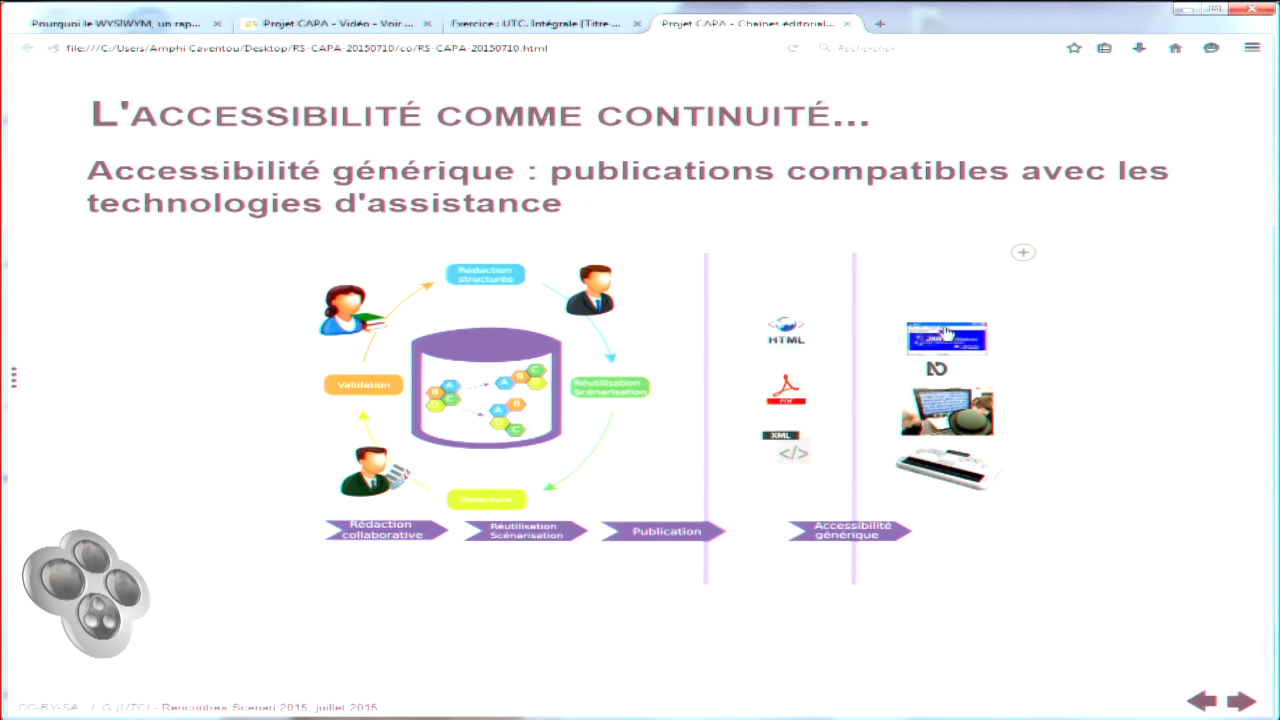 Pourquoi le WYSIWYM, un rap...
Projet CAPA - Vidéo - Voir ...
Exercice : UTC. Intégrale [Titre ...
Projet CAPA - Chaînes éditorial...
file:///C:/Users/Amphi Caventou/Desktop/RS-CAPA-20150710/co/RS-CAPA-20150710.html
Rechercher
L'ACCESSIBILITÉ COMME CONTINUITÉ...
Accessibilité générique : publications compatibles avec les
technologies d'assistance
Rédaction
structurée
HTML
Validation
Réutilisation
Scénarisation
A
B
C
D
A
B
C
D
A
B
D
C
PDF
XML
</>
Relecture
Rédaction
collaborative
Réutilisation
Scénarisation
Publication
Accessibilité
générique
CC-BY-SA
(UTC) - Rencontres Scenari 2015, juillet 2015